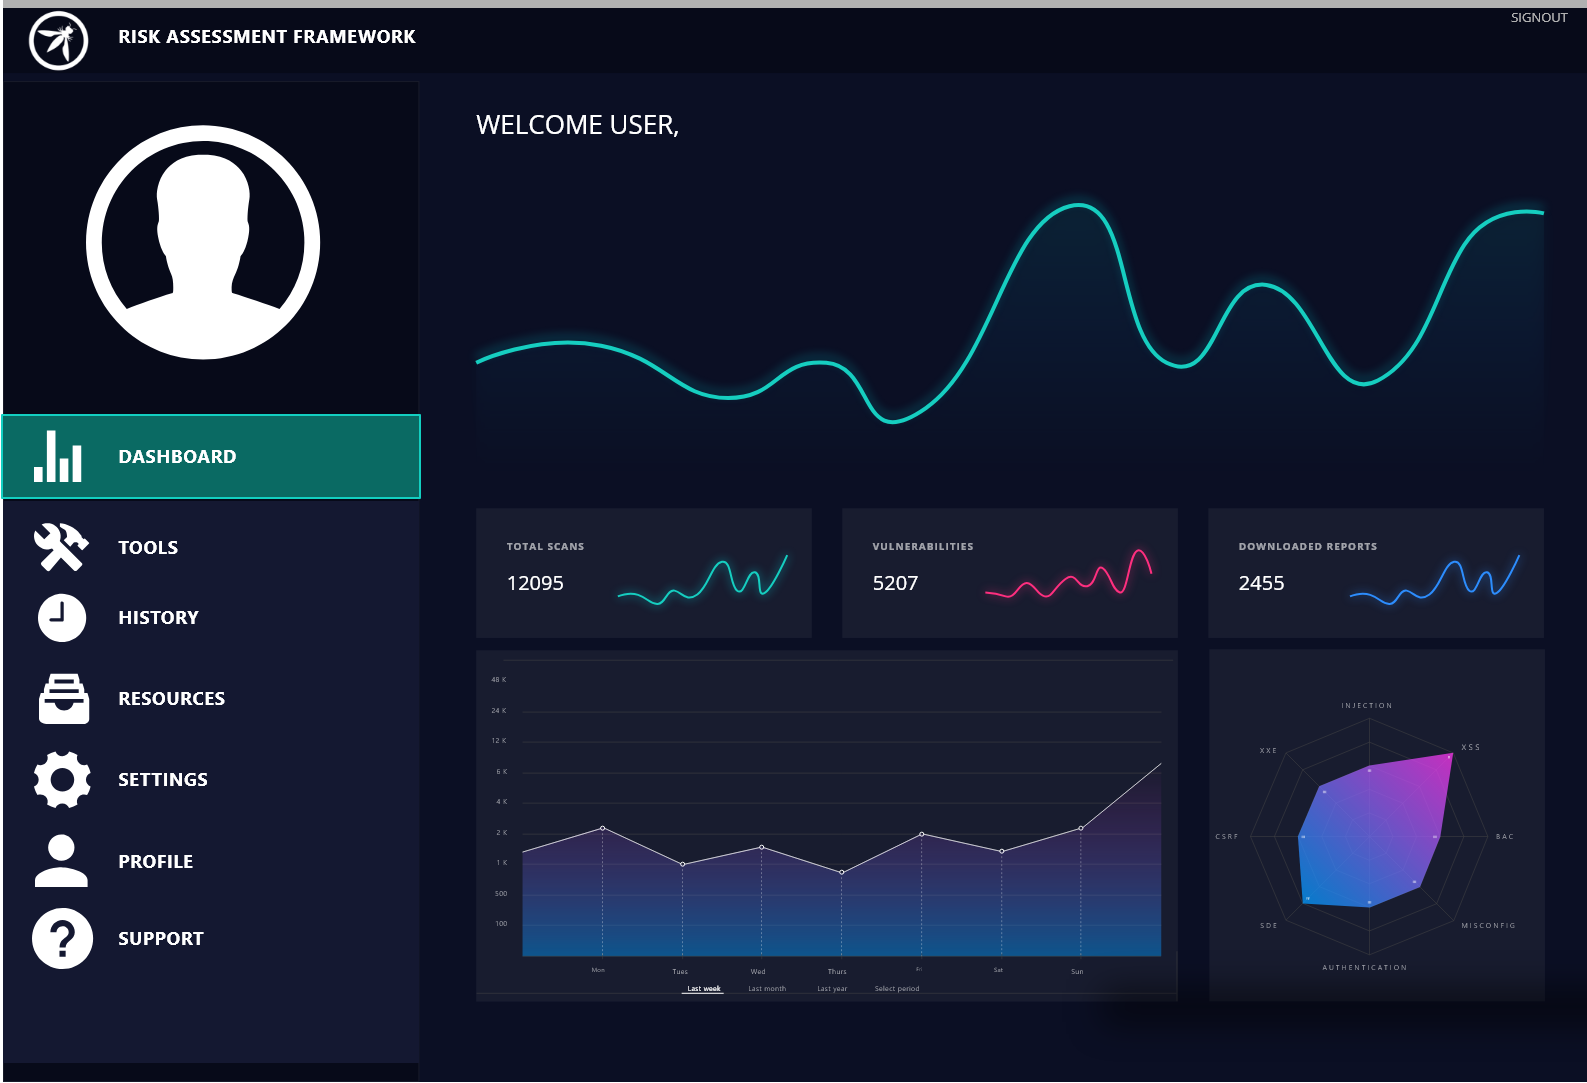 RISK ASSESSMENT FRAMEWORK
SIGNOUT
WELCOME USER,
DASHBOARD
TOOLS
HISTORY
RESOURCES
SETTINGS
PROFILE
SUPPORT
TOTAL SCANS
12095
VULNERABILITIES
5207
DOWNLOADED REPORTS
2455
48 K
24 K
12 K
6 K
4 K
2 K
1 K
500
100
Mon Tues Wed Thurs Fri Sat Sun
Last week Last month Last year Select period
INJECTION
XXE
XSS
CSRF
BAC
SDE
MISCONFIG
AUTHENTICATION